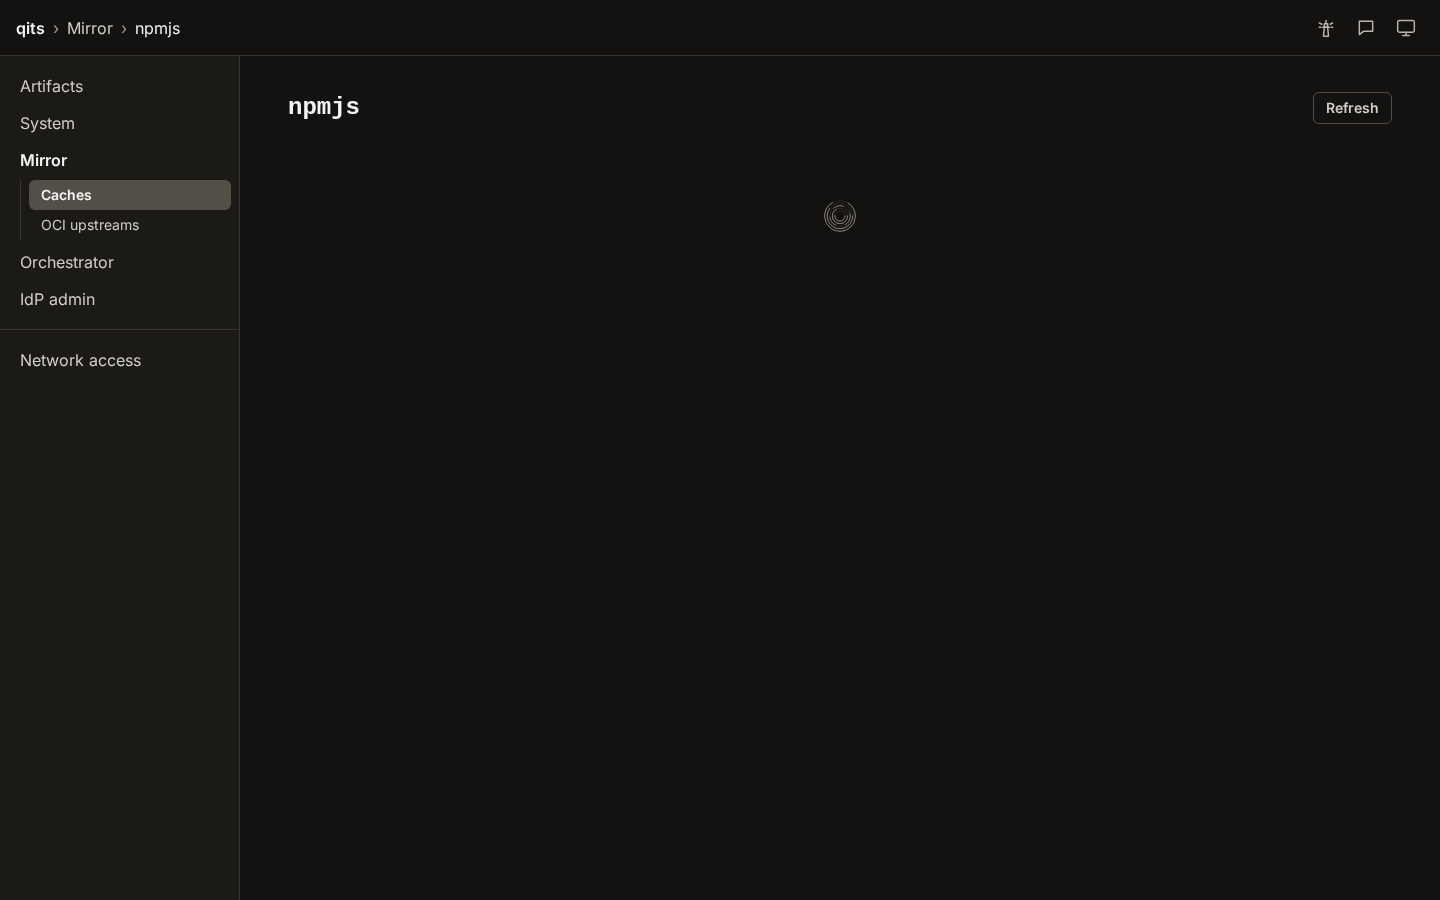 qits › Mirror › npmjs
Artifacts
System
Mirror
Caches
OCI upstreams
Orchestrator
IdP admin
Network access
npmjs
Refresh